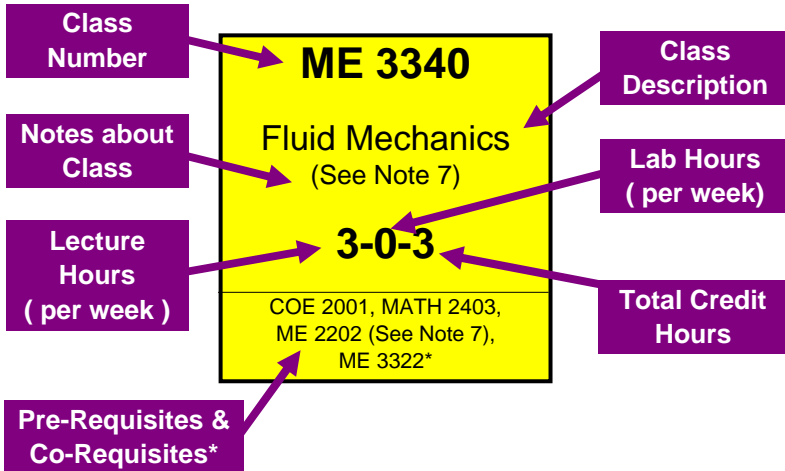 Class
Number
ME 3340
Class
Description
Notes about
Class
Fluid Mechanics
(See Note 7)
Lab Hours
( per week)
Lecture
Hours
( per week )
3-0-3
Total Credit
Hours
COE 2001, MATH 2403,
ME 2202 (See Note 7),
ME 3322*
Pre-Requisites &
Co-Requisites*